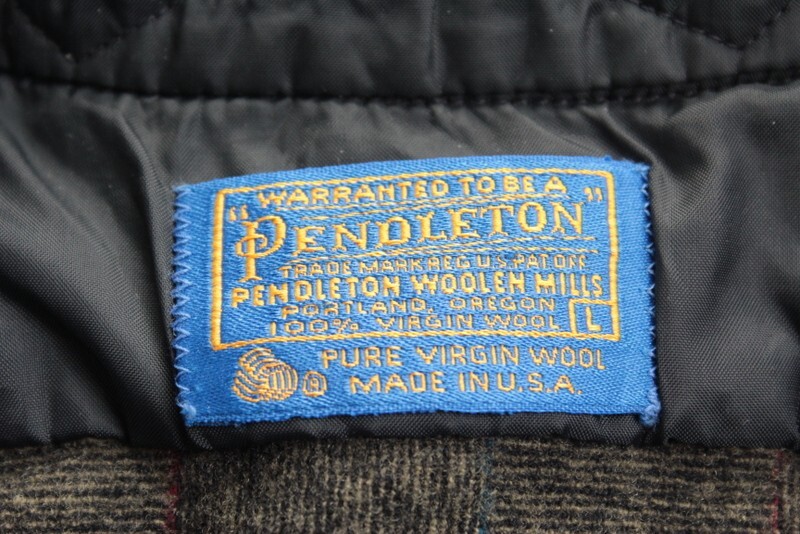 WARRANTED TO BE A
"PENDLETON"
TRADE MARK REG. U.S. PAT. OFF.
PENDLETON WOOLEN MILLS
PORTLAND, OREGON
100% VIRGIN WOOL L
PURE VIRGIN WOOL
® MADE IN U.S.A.